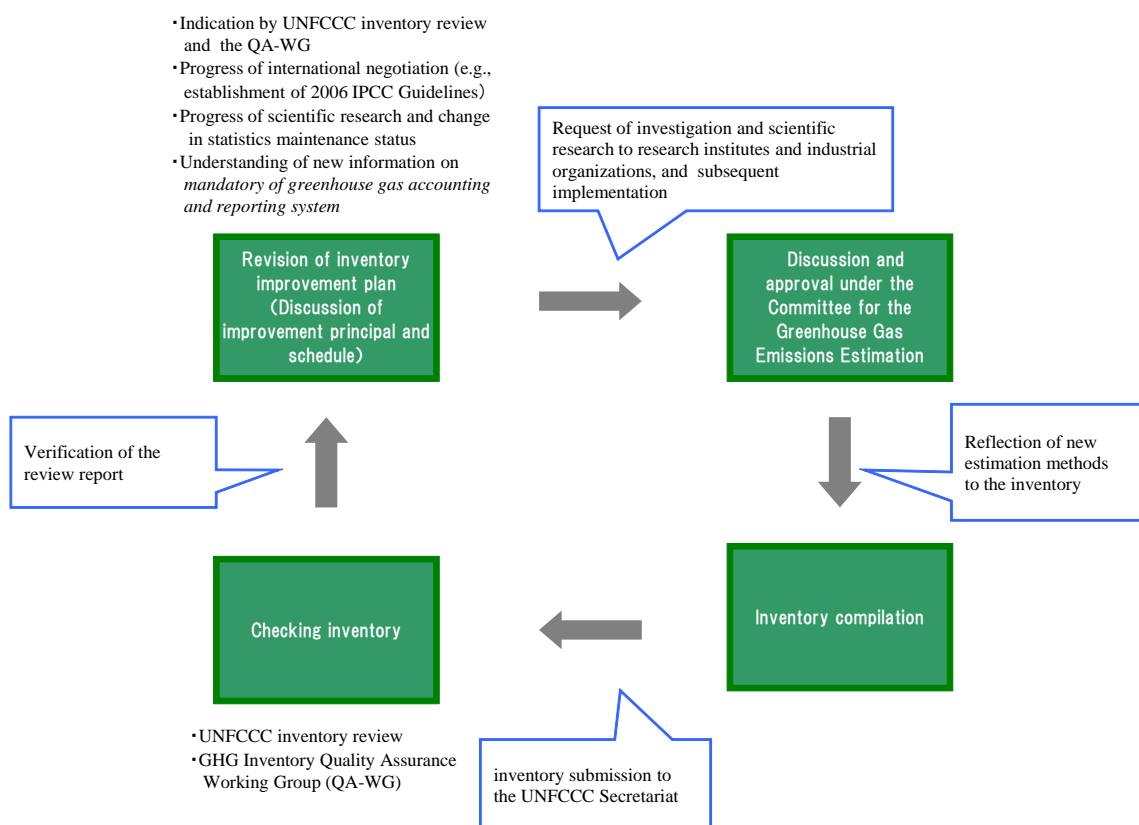 ・Indication by UNFCCC inventory review
and the QA-WG
・Progress of international negotiation (e.g.,
establishment of 2006 IPCC Guidelines）
・Progress of scientific research and change
in statistics maintenance status
・Understanding of new information on
mandatory of greenhouse gas accounting
and reporting system
Request of investigation and scientific
research to research institutes and industrial
organizations, and subsequent
implementation
Revision of inventory
improvement plan
（Discussion of
improvement principal and
schedule）
Discussion and
approval under the
Committee for the
Greenhouse Gas
Emissions Estimation
Verification of the
review report
Reflection of new
estimation methods
to the inventory
Checking inventory
Inventory compilation
・UNFCCC inventory review
・GHG Inventory Quality Assurance
Working Group (QA-WG)
inventory submission to
the UNFCCC Secretariat